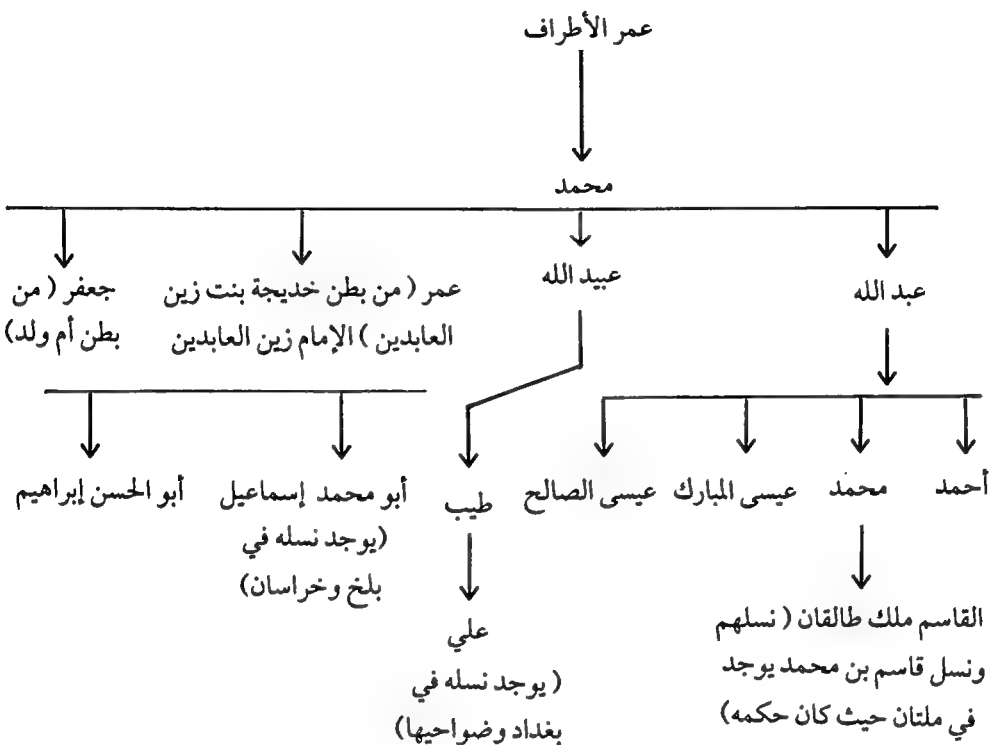 عمر الأطراف
محمد
عبد الله
عبيد الله
عمر ( من بطن خديجة بنت زين
العابدين ) الإمام زين العابدين
جعفر ( من
بطن أم ولد)
أحمد
محمد
عيسى المبارك
عيسى الصالح
طيب
أبو محمد إسماعيل
(يوجد نسله في
بلخ وخراسان)
أبو الحسن إبراهيم
القاسم ملك طالقان ( نسلهم
ونسل قاسم بن محمد يوجد
في ملتان حيث كان حكمه)
علي
( يوجد نسله في
بغداد وضواحيها)